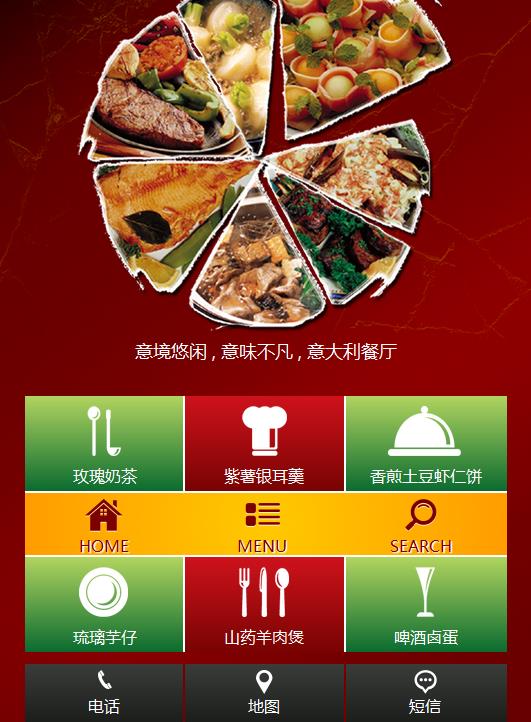 意境悠闲 , 意味不凡 , 意大利餐厅
玫瑰奶茶
紫薯银耳羹
香煎土豆虾仁饼
HOME
MENU
SEARCH
琉璃芋仔
山药羊肉煲
啤酒卤蛋
电话
地图
短信